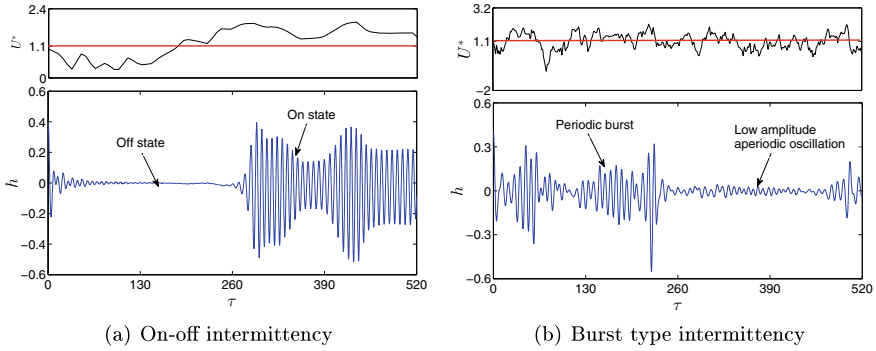 2.4
1.1
0
U*
0.6
0.4
0.2
0
−0.2
−0.4
−0.6
h
Off state
On state
0
130
260
390
520
τ
(a) On-off intermittency
3.2
1.1
−2
U*
0.6
0.3
0
−0.3
−0.6
h
Periodic burst
Low amplitude
aperiodic oscillation
0
130
260
390
520
τ
(b) Burst type intermittency